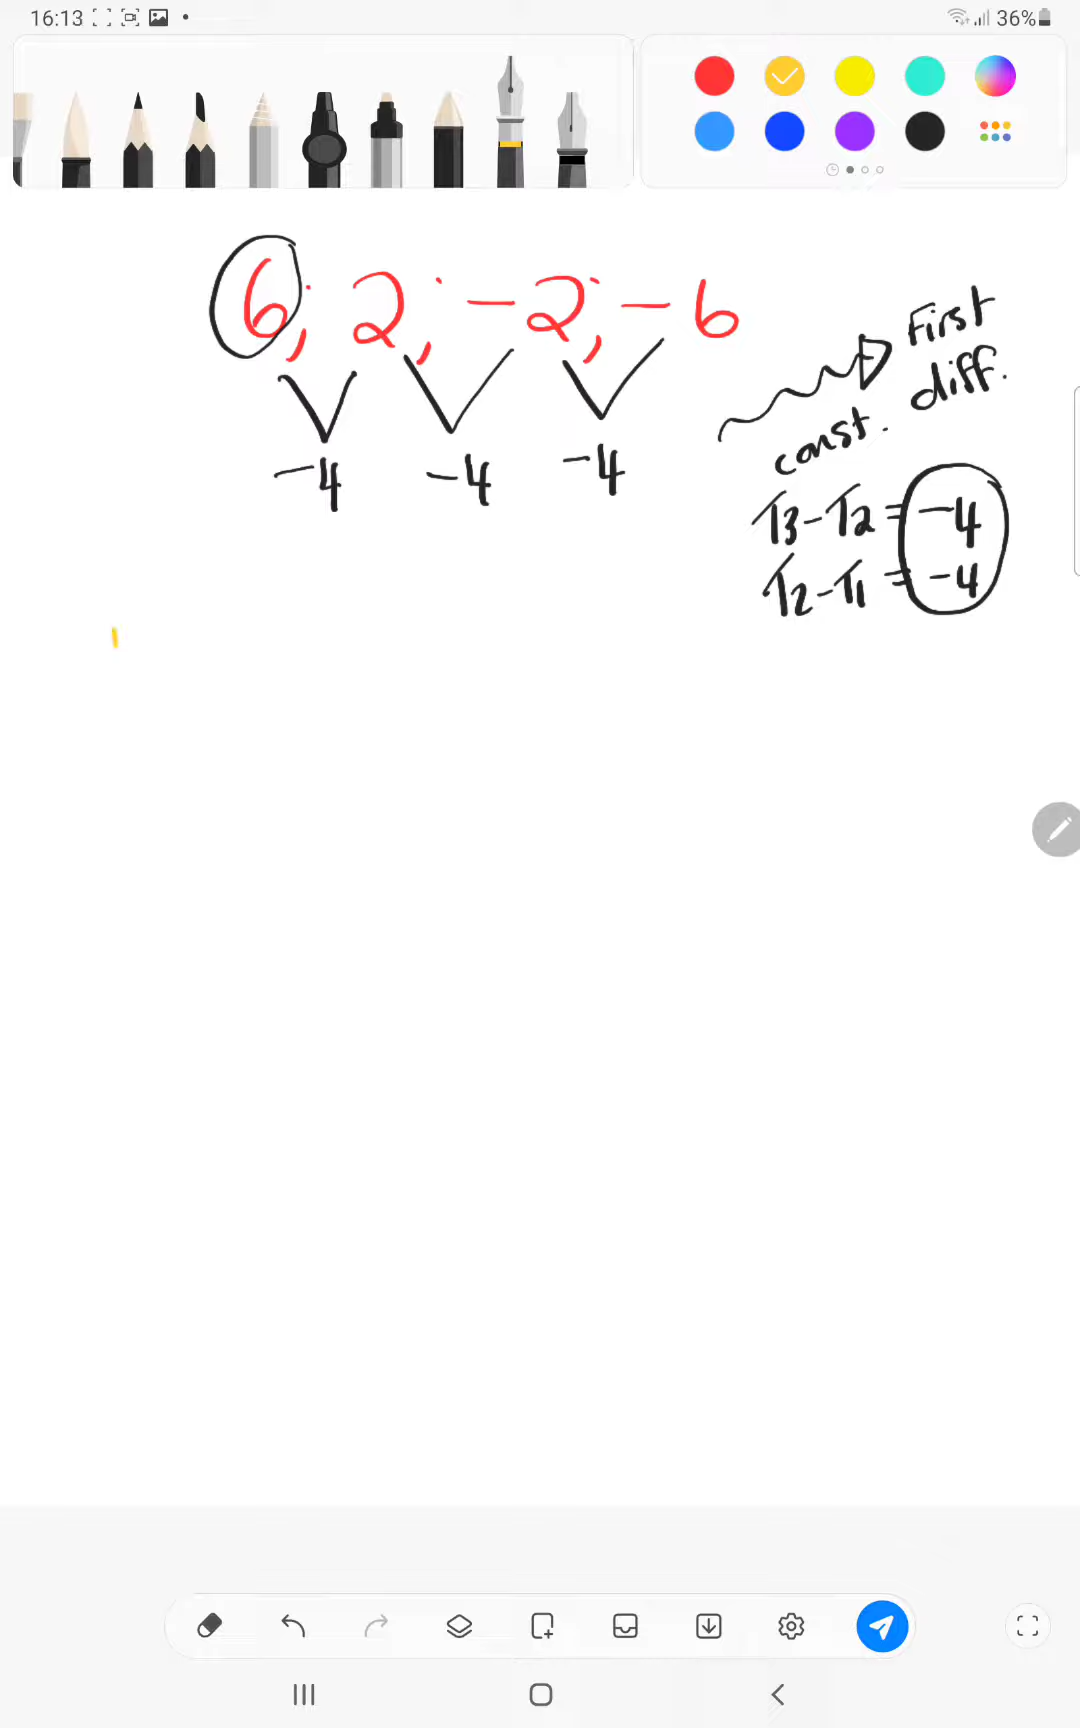 16:13
36%
6; 2; -2; -6
First
diff.
const.
-4 -4 -4
T3-T2 = -4
T2-T1 = -4